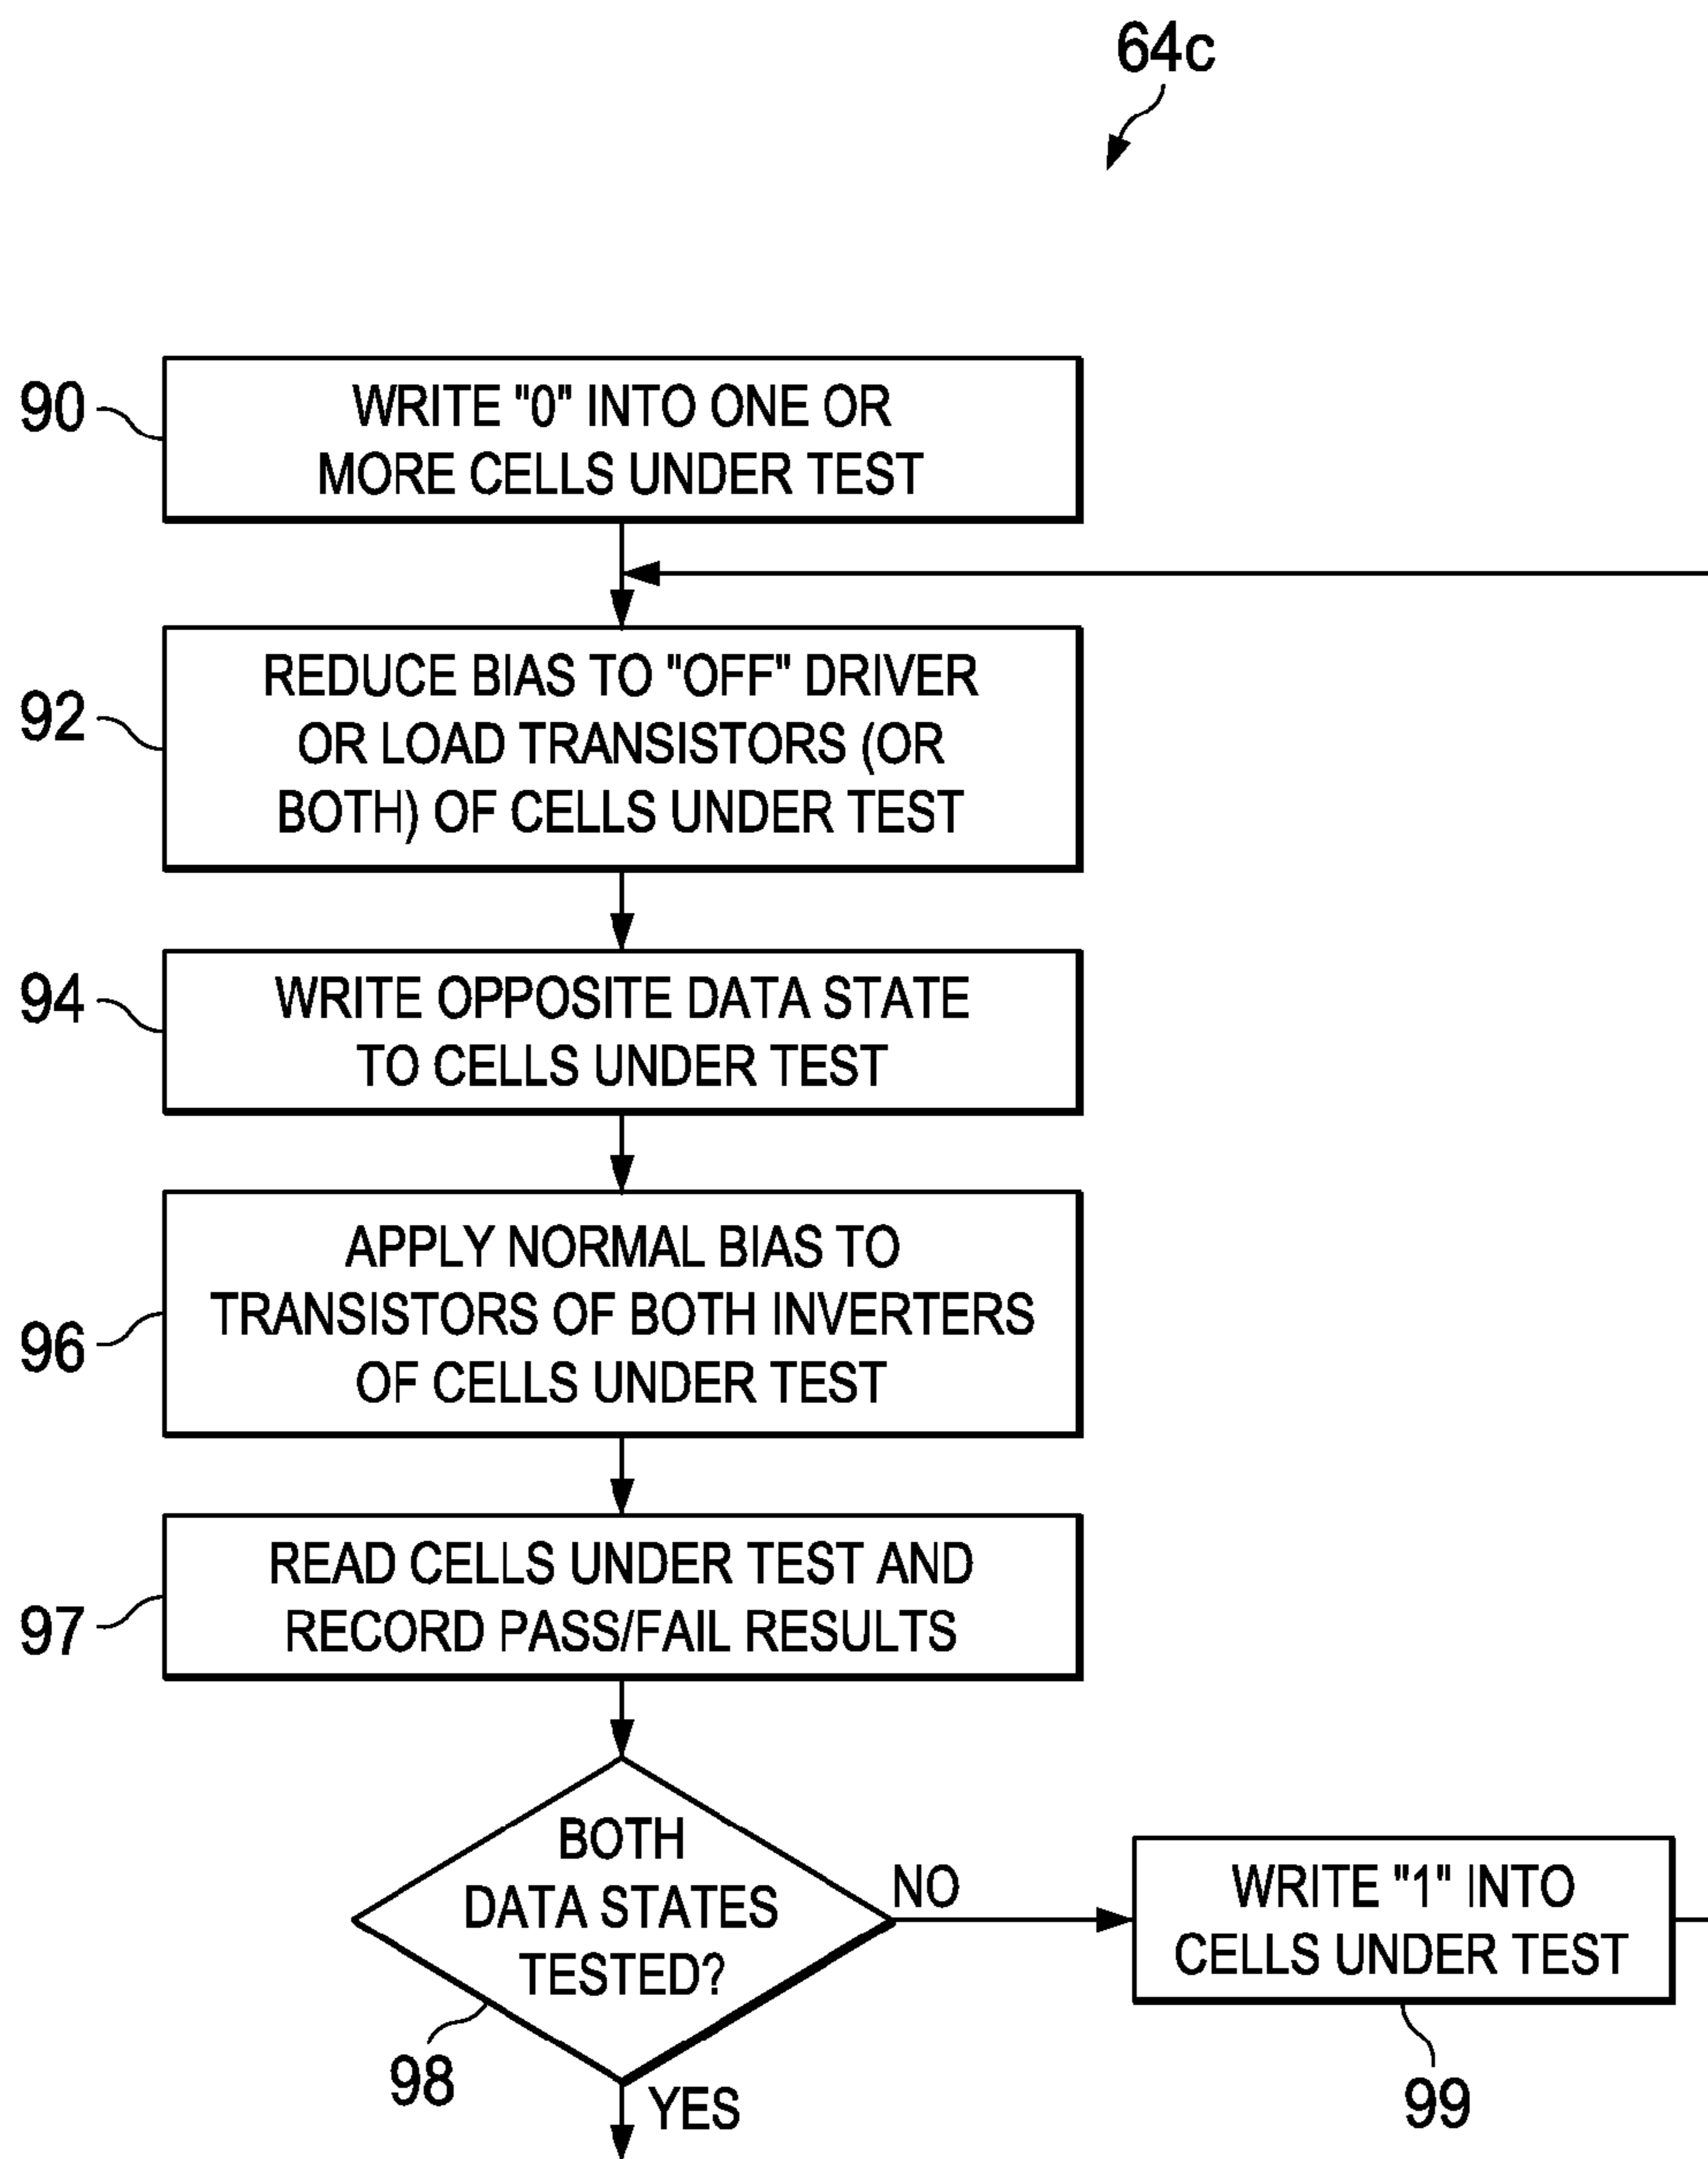 64c
90
WRITE "0" INTO ONE OR
MORE CELLS UNDER TEST
92
REDUCE BIAS TO "OFF" DRIVER
OR LOAD TRANSISTORS (OR
BOTH) OF CELLS UNDER TEST
94
WRITE OPPOSITE DATA STATE
TO CELLS UNDER TEST
96
APPLY NORMAL BIAS TO
TRANSISTORS OF BOTH INVERTERS
OF CELLS UNDER TEST
97
READ CELLS UNDER TEST AND
RECORD PASS/FAIL RESULTS
BOTH
DATA STATES
TESTED?
98
NO
WRITE "1" INTO
CELLS UNDER TEST
99
YES